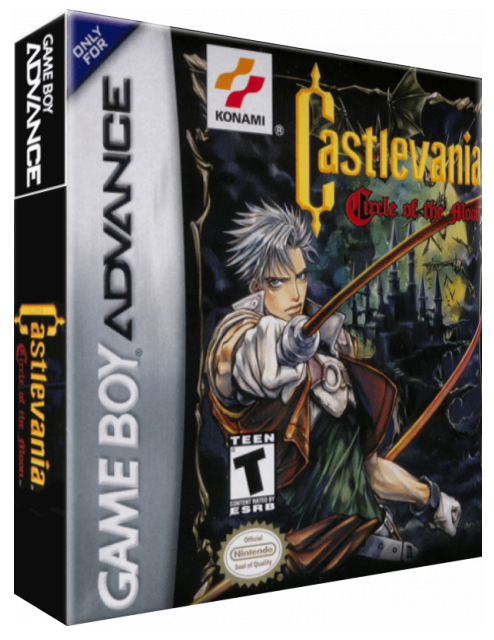 GAME BOY
ADVANCE
Castlevania
Circle of the Moon
™
ONLY
FOR
GAME BOY ADVANCE
KONAMI
®
Castlevania
Circle of the Moon
TEEN
T
CONTENT RATED BY
ESRB
Official
Nintendo
Seal of Quality